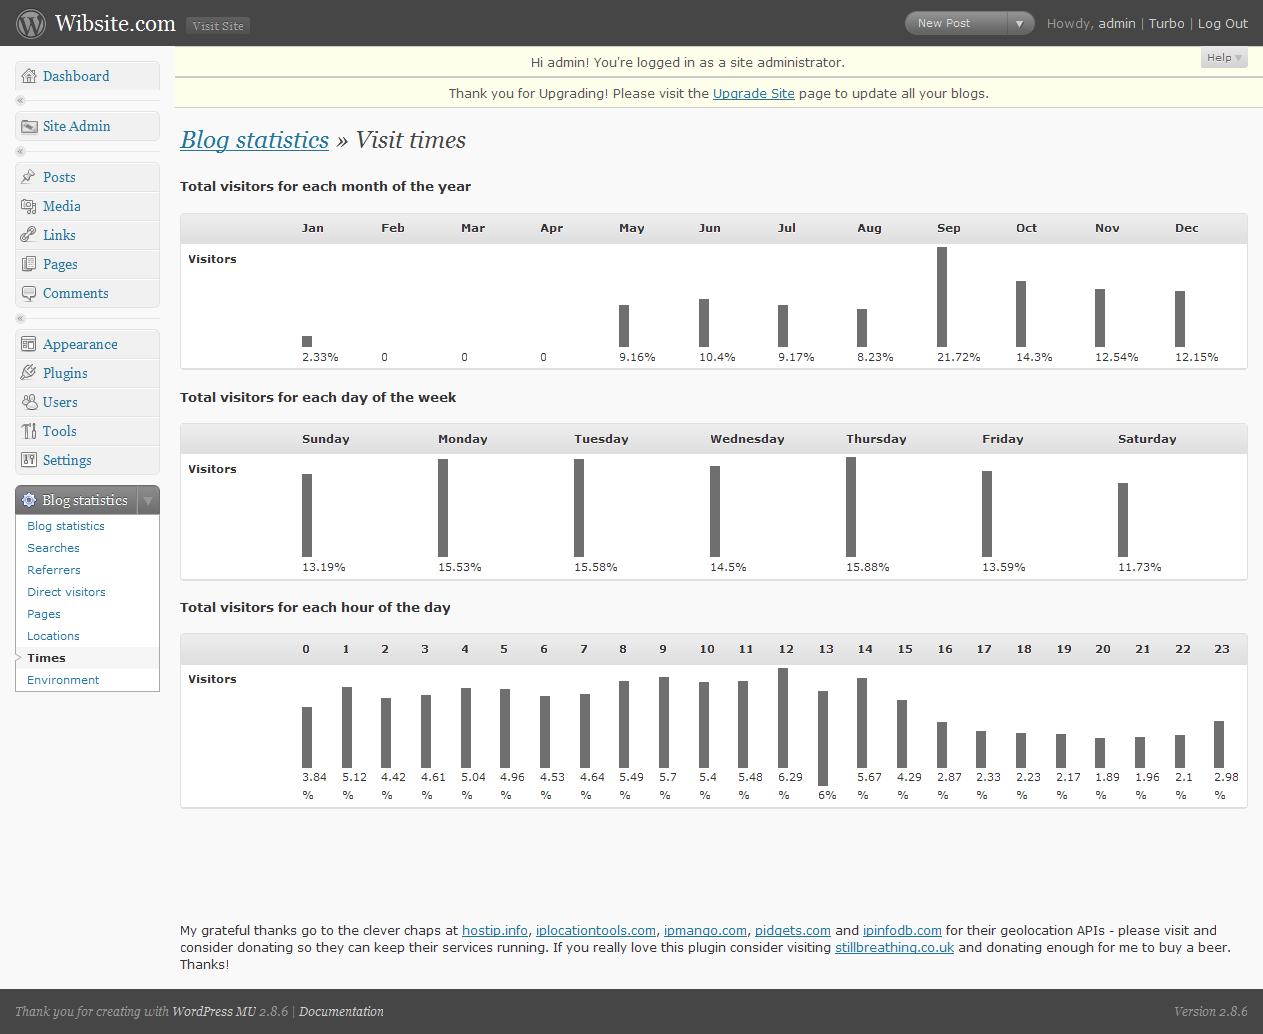 Wibsite.com Visit Site New Post Howdy, admin | Turbo | Log Out
Hi admin! You're logged in as a site administrator. Help
Thank you for Upgrading! Please visit the Upgrade Site page to update all your blogs.
Dashboard
Site Admin
Posts
Media
Links
Pages
Comments
Appearance
Plugins
Users
Tools
Settings
Blog statistics
Blog statistics
Searches
Referrers
Direct visitors
Pages
Locations
Times
Environment
Blog statistics » Visit times
Total visitors for each month of the year
Jan Feb Mar Apr May Jun Jul Aug Sep Oct Nov Dec
Visitors
2.33% 0 0 0 9.16% 10.4% 9.17% 8.23% 21.72% 14.3% 12.54% 12.15%
Total visitors for each day of the week
Sunday Monday Tuesday Wednesday Thursday Friday Saturday
Visitors
13.19% 15.53% 15.58% 14.5% 15.88% 13.59% 11.73%
Total visitors for each hour of the day
0 1 2 3 4 5 6 7 8 9 10 11 12 13 14 15 16 17 18 19 20 21 22 23
Visitors
3.84 5.12 4.42 4.61 5.04 4.96 4.53 4.64 5.49 5.7 5.4 5.48 6.29 5.67 4.29 2.87 2.33 2.23 2.17 1.89 1.96 2.1 2.98
% % % % % % % % % % % % % 6% % % % % % % % % % %
My grateful thanks go to the clever chaps at hostip.info, iplocationtools.com, ipmango.com, pidgets.com and ipinfodb.com for their geolocation APIs - please visit and
consider donating so they can keep their services running. If you really love this plugin consider visiting stillbreathing.co.uk and donating enough for me to buy a beer.
Thanks!
Thank you for creating with WordPress MU 2.8.6 | Documentation Version 2.8.6